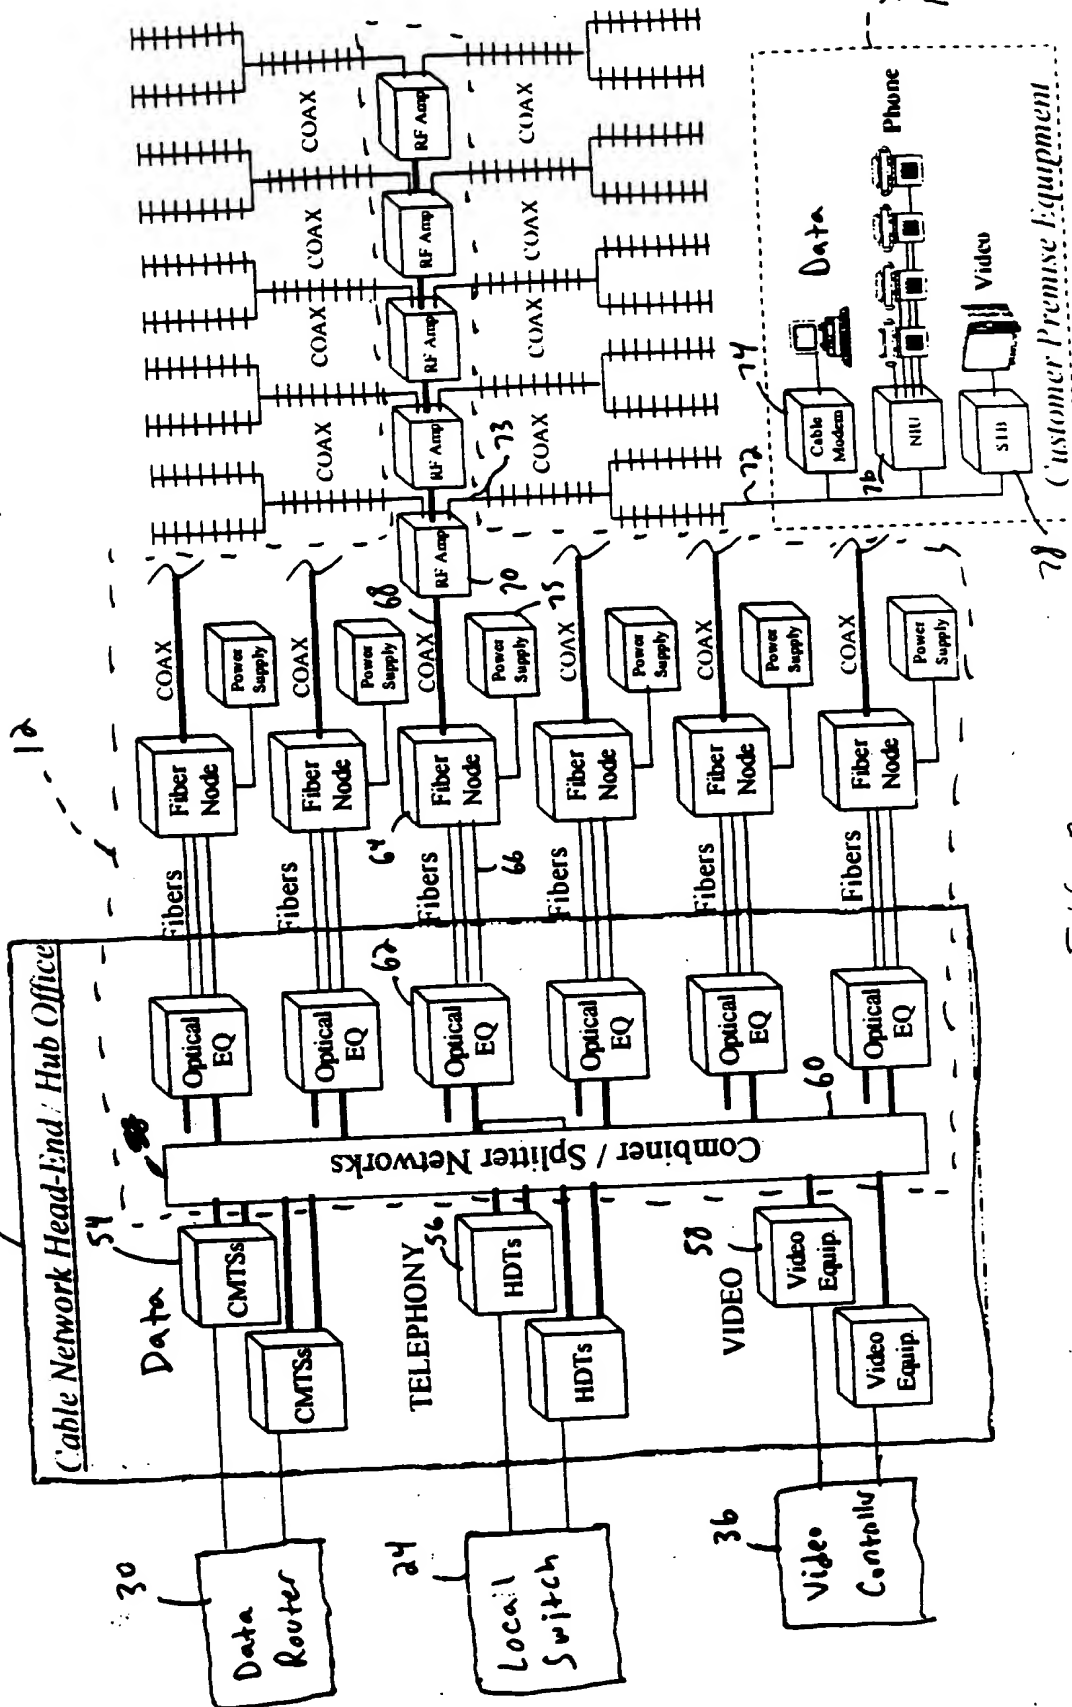 12
Cable Network Head-End / Hub Office
30
Data
Router
24
Locail
Switch
36
Video
Data
54
CMTSs
CMTSs
TELEPHONY
56
HDTs
HDTs
VIDEO
58
Video
Equip.
Video
Equip.
Combiner / Splitter Networks
60
Optical
EQ
Optical
EQ
62
Optical
EQ
Optical
EQ
Optical
EQ
Optical
EQ
Fibers
Fibers
Fibers
66
Fibers
Fibers
Fibers
Fiber
Node
Fiber
Node
64
Fiber
Node
Fiber
Node
Fiber
Node
Fiber
Node
COAX
Power
Supply
COAX
Power
Supply
COAX
68
Power
Supply
75
COAX
Power
Supply
COAX
Power
Supply
COAX
Power
Supply
RF Amp
70
RF Amp
RF Amp
RF Amp
RF Amp
73
COAX
COAX
COAX
COAX
COAX
COAX
COAX
COAX
72
74
Cable
Modem
Data
76
NIU
Phone
78
STB
Video
Customer Premise Equipment